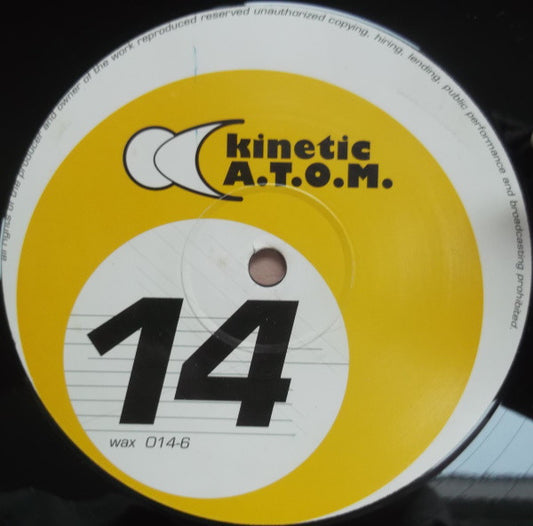 all rights of the producer and owner of the work reproduced reserved unauthorized copying, hiring, lending, public performance and broadcasting prohibited.
kinetic
A.T.O.M.
14
wax 014-6